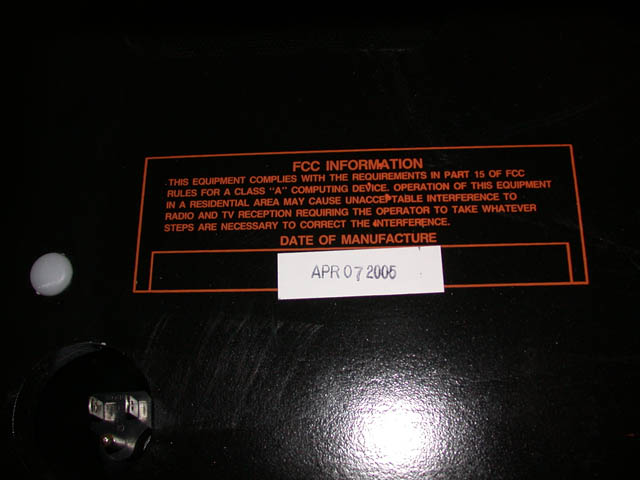 FCC INFORMATION
THIS EQUIPMENT COMPLIES WITH THE REQUIREMENTS IN PART 15 OF FCC
RULES FOR A CLASS "A" COMPUTING DEVICE. OPERATION OF THIS EQUIPMENT
IN A RESIDENTIAL AREA MAY CAUSE UNACCEPTABLE INTERFERENCE TO
RADIO AND TV RECEPTION REQUIRING THE OPERATOR TO TAKE WHATEVER
STEPS ARE NECESSARY TO CORRECT THE INTERFERENCE.
DATE OF MANUFACTURE
APR 07 2005